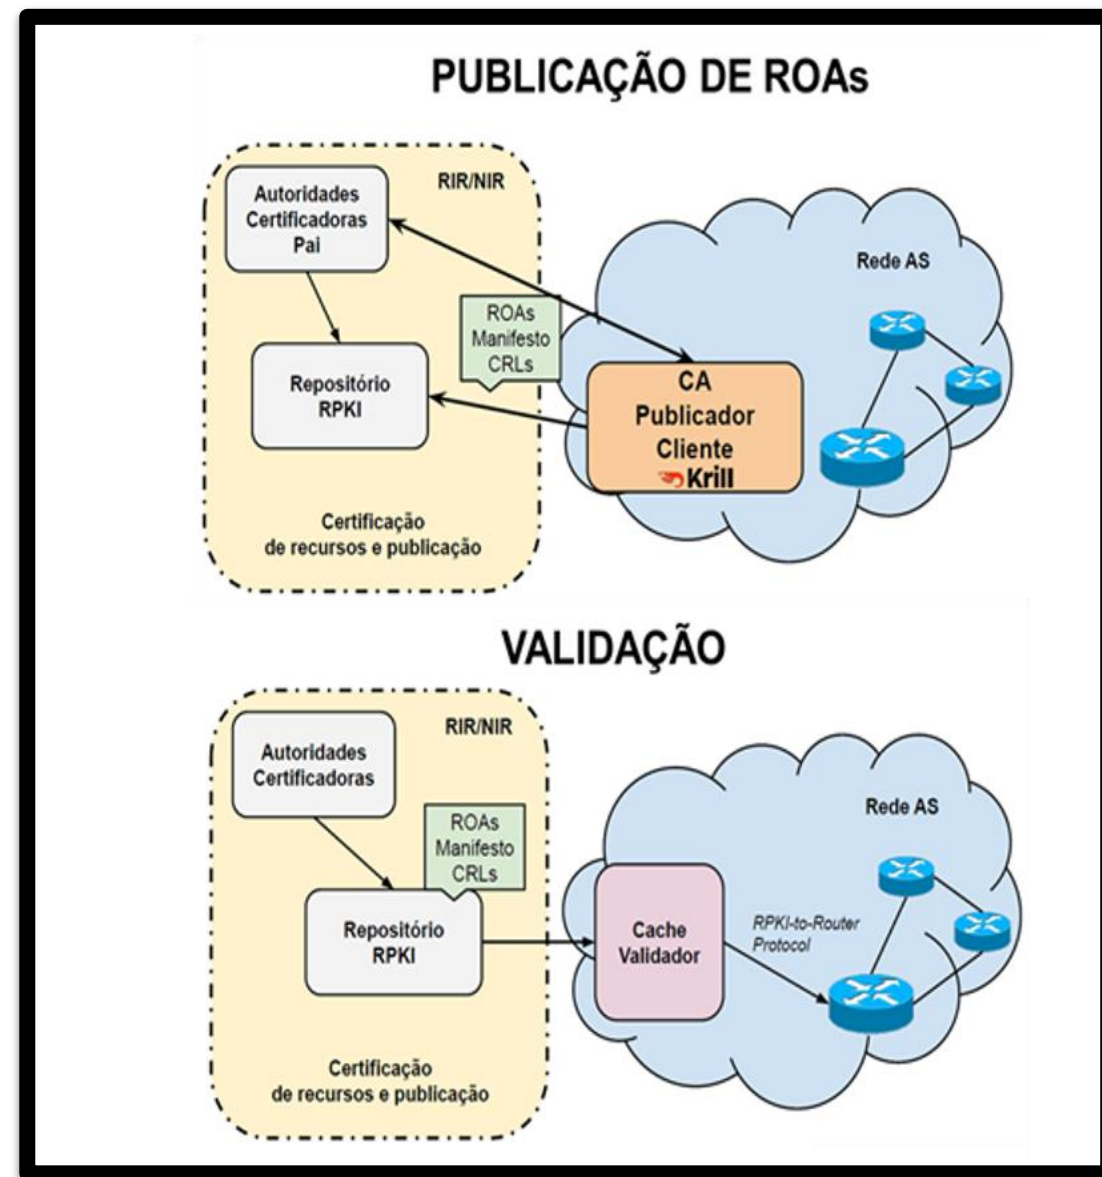 PUBLICAÇÃO DE ROAs
RIR/NIR
Autoridades
Certificadoras
Pai
Rede AS
ROAs
Manifesto
CRLs
Repositório
RPKI
CA
Publicador
Cliente
Krill
Certificação
de recursos e publicação
VALIDAÇÃO
RIR/NIR
Autoridades
Certificadoras
Rede AS
ROAs
Manifesto
CRLs
Repositório
RPKI
Cache
Validador
RPKI-to-Router
Protocol
Certificação
de recursos e publicação